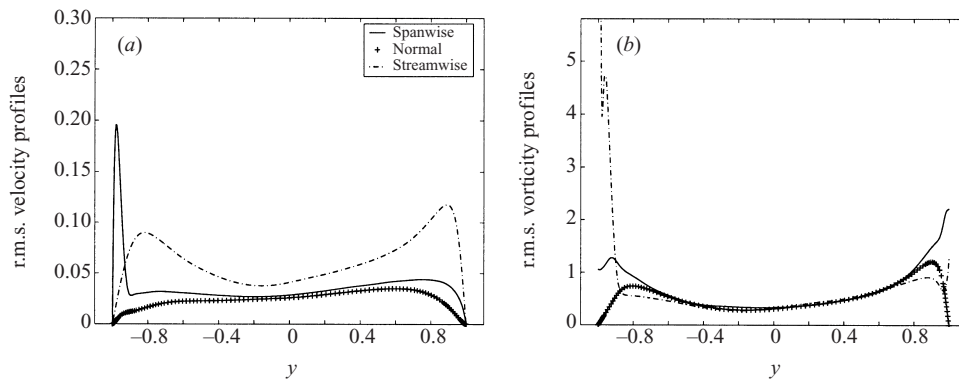 0.30
0.25
0.20
0.15
0.10
0.05
0
r.m.s. velocity profiles
(a)
Spanwise
Normal
Streamwise
–0.8
–0.4
0
0.4
0.8
y
5
4
3
2
1
0
r.m.s. vorticity profiles
(b)
–0.8
–0.4
0
0.4
0.8
y